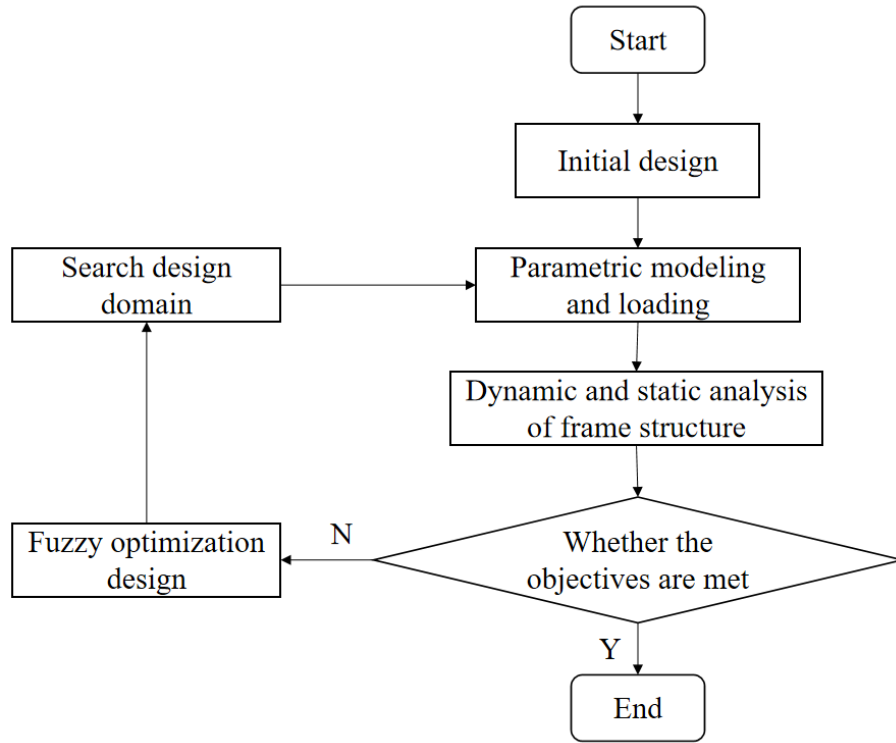 Start
Initial design
Search design
domain
Parametric modeling
and loading
Dynamic and static analysis
of frame structure
Fuzzy optimization
design
N
Whether the
objectives are met
Y
End